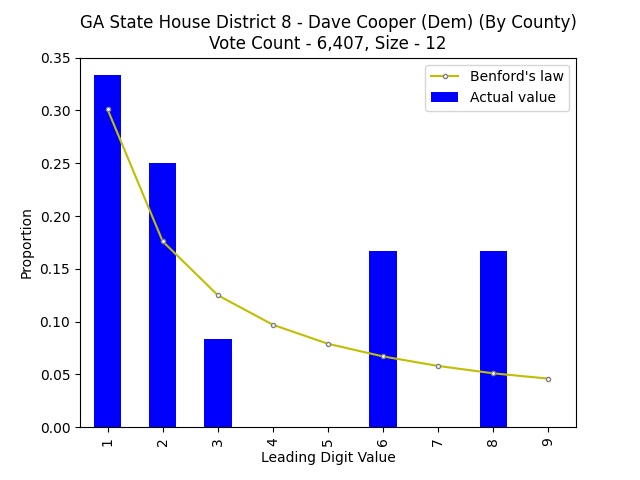 GA State House District 8 - Dave Cooper (Dem) (By County)
Vote Count - 6,407, Size - 12
Benford's law
Actual value
Proportion
0.35
0.30
0.25
0.20
0.15
0.10
0.05
0.00
1 2 3 4 5 6 7 8 9
Leading Digit Value